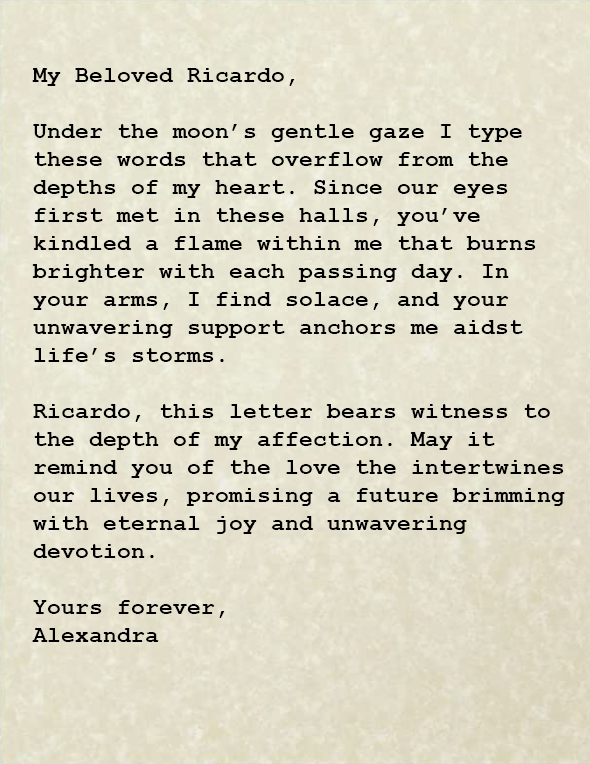 My Beloved Ricardo,
Under the moon’s gentle gaze I type
these words that overflow from the
depths of my heart. Since our eyes
first met in these halls, you’ve
kindled a flame within me that burns
brighter with each passing day. In
your arms, I find solace, and your
unwavering support anchors me aidst
life’s storms.
Ricardo, this letter bears witness to
the depth of my affection. May it
remind you of the love the intertwines
our lives, promising a future brimming
with eternal joy and unwavering
devotion.
Yours forever,
Alexandra